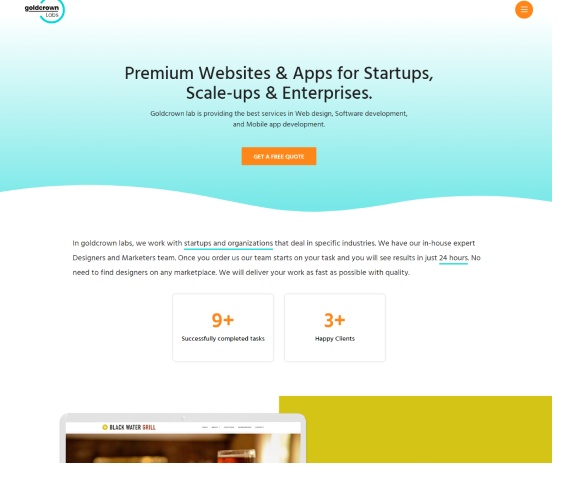 goldcrown
LABS
Premium Websites & Apps for Startups,
Scale-ups & Enterprises.
Goldcrown lab is providing the best services in Web design, Software development,
and Mobile app development.
GET A FREE QUOTE
In goldcrown labs, we work with startups and organizations that deal in specific industries. We have our in-house expert
Designers and Marketers team. Once you order us our team starts on your task and you will see results in just 24 hours. No
need to find designers on any marketplace. We will deliver your work as fast as possible with quality.
9+ 3+
Successfully completed tasks Happy Clients
BLACK WATER GRILL